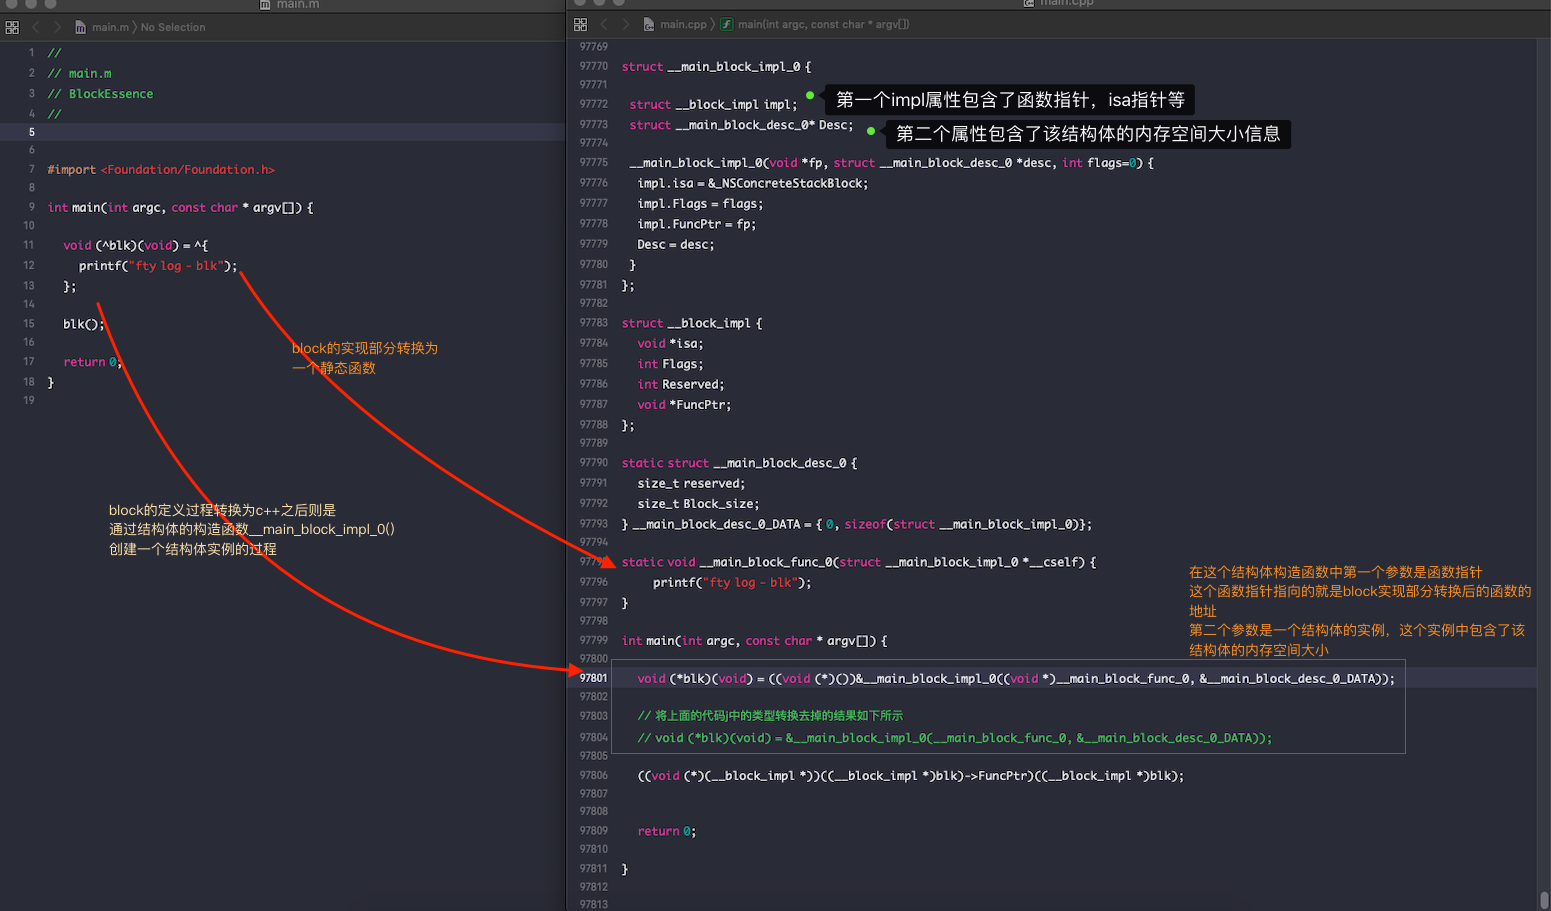 main.m
main.m 〉No Selection
1 //
2 // main.m
3 // BlockEssence
4 //
5
6
7 #import <Foundation/Foundation.h>
8
9 int main(int argc, const char * argv[]) {
10
11 void (^blk)(void) = ^{
12 printf("fty log - blk");
13 };
14
15 blk();
16
17 return 0;
18 }
19
block的实现部分转换为
一个静态函数
block的定义过程转换为c++之后则是
通过结构体的构造函数__main_block_impl_0()
创建一个结构体实例的过程
main.cpp
main.cpp 〉 f main(int argc, const char * argv[])
97769
97770 struct __main_block_impl_0 {
97771
97772 struct __block_impl impl;
第一个impl属性包含了函数指针，isa指针等
97773 struct __main_block_desc_0* Desc;
第二个属性包含了该结构体的内存空间大小信息
97774
97775 __main_block_impl_0(void *fp, struct __main_block_desc_0 *desc, int flags=0) {
97776 impl.isa = &_NSConcreteStackBlock;
97777 impl.Flags = flags;
97778 impl.FuncPtr = fp;
97779 Desc = desc;
97780 }
97781 };
97782
97783 struct __block_impl {
97784 void *isa;
97785 int Flags;
97786 int Reserved;
97787 void *FuncPtr;
97788 };
97789
97790 static struct __main_block_desc_0 {
97791 size_t reserved;
97792 size_t Block_size;
97793 } __main_block_desc_0_DATA = { 0, sizeof(struct __main_block_impl_0)};
97794
97795 static void __main_block_func_0(struct __main_block_impl_0 *__cself) {
97796 printf("fty log - blk");
97797 }
97798
97799 int main(int argc, const char * argv[]) {
97800
在这个结构体构造函数中第一个参数是函数指针
这个函数指针指向的就是block实现部分转换后的函数的
地址
第二个参数是一个结构体的实例，这个实例中包含了该
结构体的内存空间大小
97801 void (*blk)(void) = ((void (*)())&__main_block_impl_0((void *)__main_block_func_0, &__main_block_desc_0_DATA));
97802
97803 // 将上面的代码j中的类型转换去掉的结果如下所示
97804 // void (*blk)(void) = &__main_block_impl_0(__main_block_func_0, &__main_block_desc_0_DATA));
97805
97806 ((void (*)(__block_impl *))((__block_impl *)blk)->FuncPtr)((__block_impl *)blk);
97807
97808
97809 return 0;
97810
97811 }
97812
97813